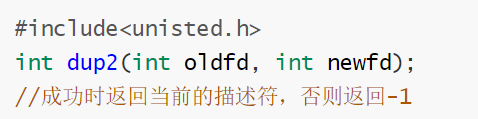 #include<unisted.h>
int dup2(int oldfd, int newfd);
//成功时返回当前的描述符，否则返回-1